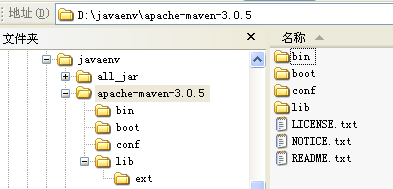 地址(D) D:\javaenv\apache-maven-3.0.5
文件夹
javaenv
all_jar
apache-maven-3.0.5
bin
boot
conf
lib
ext
名称
bin
boot
conf
lib
LICENSE.txt
NOTICE.txt
README.txt